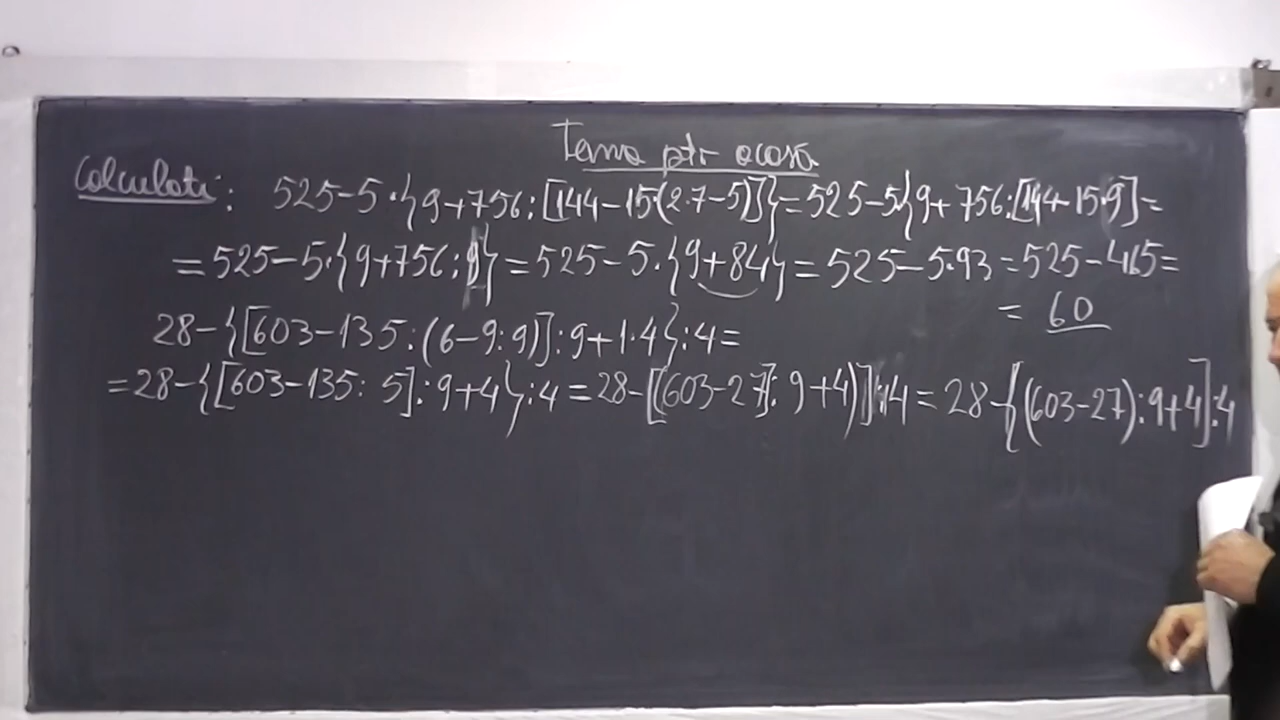 Tema ptr acasă
Calculati: 525-5·{9+756:[144-15·(2·7-5)]}=525-5{9+756:[144-15·9]=
=525-5·{9+756:9}=525-5·{9+84}=525-5·93=525-465=
=60
28-{[603-135:(6-9:9)]:9+1·4}:4=
=28-{[603-135: 5]:9+4}:4=28-[(603-27]:9+4)]:4=28-{(603-27):9+4]:4